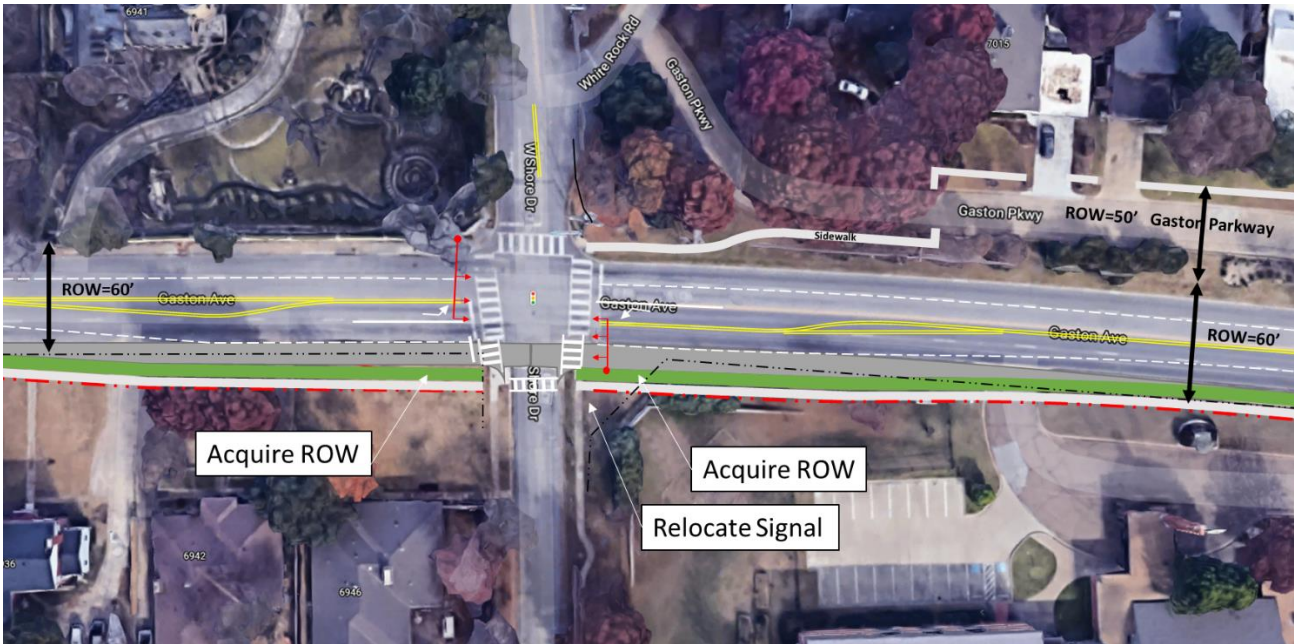 6941
White Rock Rd
7015
Gaston Pkwy
W Shore Dr
Gaston Pkwy
ROW=50’
Gaston Parkway
Sidewalk
ROW=60’
Gaston Ave
Gaston Ave
ROW=60’
Gaston Ave
Shore Dr
Acquire ROW
Acquire ROW
Relocate Signal
6942
6946